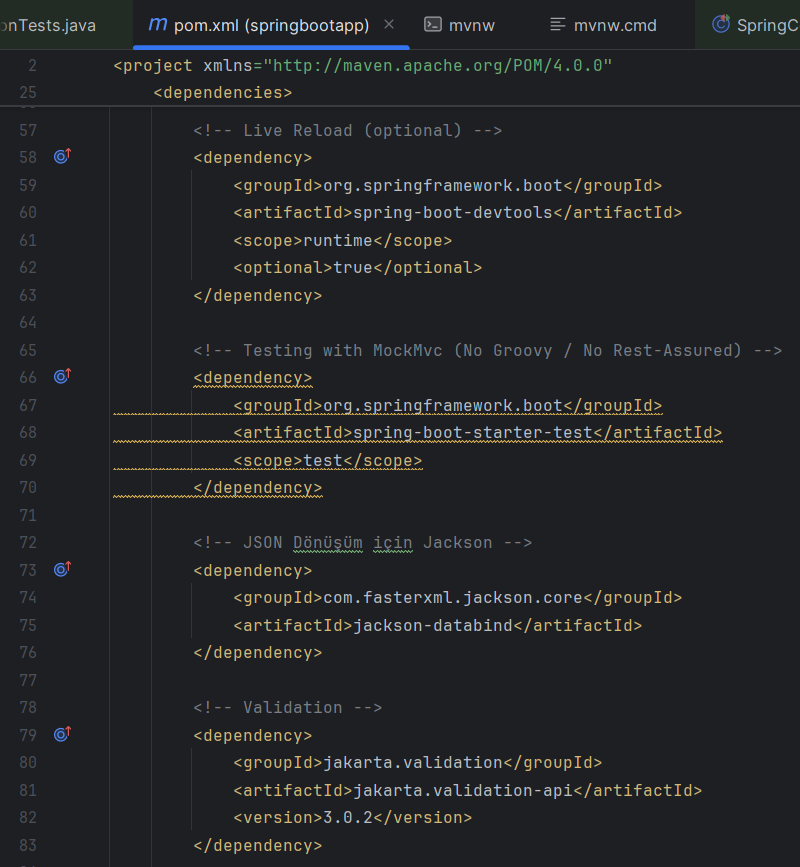 onTests.java
m pom.xml (springbootapp) ×
mvnw
mvnw.cmd
SpringC
2 <project xmlns="http://maven.apache.org/POM/4.0.0"
25 <dependencies>
57 <!-- Live Reload (optional) -->
58 <dependency>
59 <groupId>org.springframework.boot</groupId>
60 <artifactId>spring-boot-devtools</artifactId>
61 <scope>runtime</scope>
62 <optional>true</optional>
63 </dependency>
64
65 <!-- Testing with MockMvc (No Groovy / No Rest-Assured) -->
66 <dependency>
67 <groupId>org.springframework.boot</groupId>
68 <artifactId>spring-boot-starter-test</artifactId>
69 <scope>test</scope>
70 </dependency>
71
72 <!-- JSON Dönüşüm için Jackson -->
73 <dependency>
74 <groupId>com.fasterxml.jackson.core</groupId>
75 <artifactId>jackson-databind</artifactId>
76 </dependency>
77
78 <!-- Validation -->
79 <dependency>
80 <groupId>jakarta.validation</groupId>
81 <artifactId>jakarta.validation-api</artifactId>
82 <version>3.0.2</version>
83 </dependency>